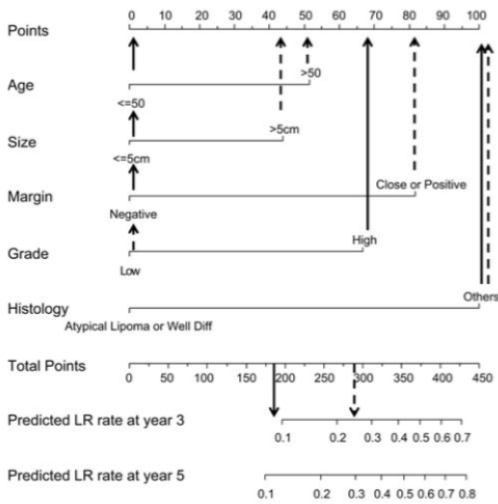 0 10 20 30 40 50 60 70 80 90 100
Points
>50
Age
<=50
>5cm
Size
<=5cm
Close or Positive
Margin
Negative
High
Grade
Low
Others
Histology
Atypical Lipoma or Well Diff
Total Points
0 50 100 150 200 250 300 350 400 450
Predicted LR rate at year 3
0.1 0.2 0.3 0.4 0.5 0.6 0.7
Predicted LR rate at year 5
0.1 0.2 0.3 0.4 0.5 0.6 0.7 0.8